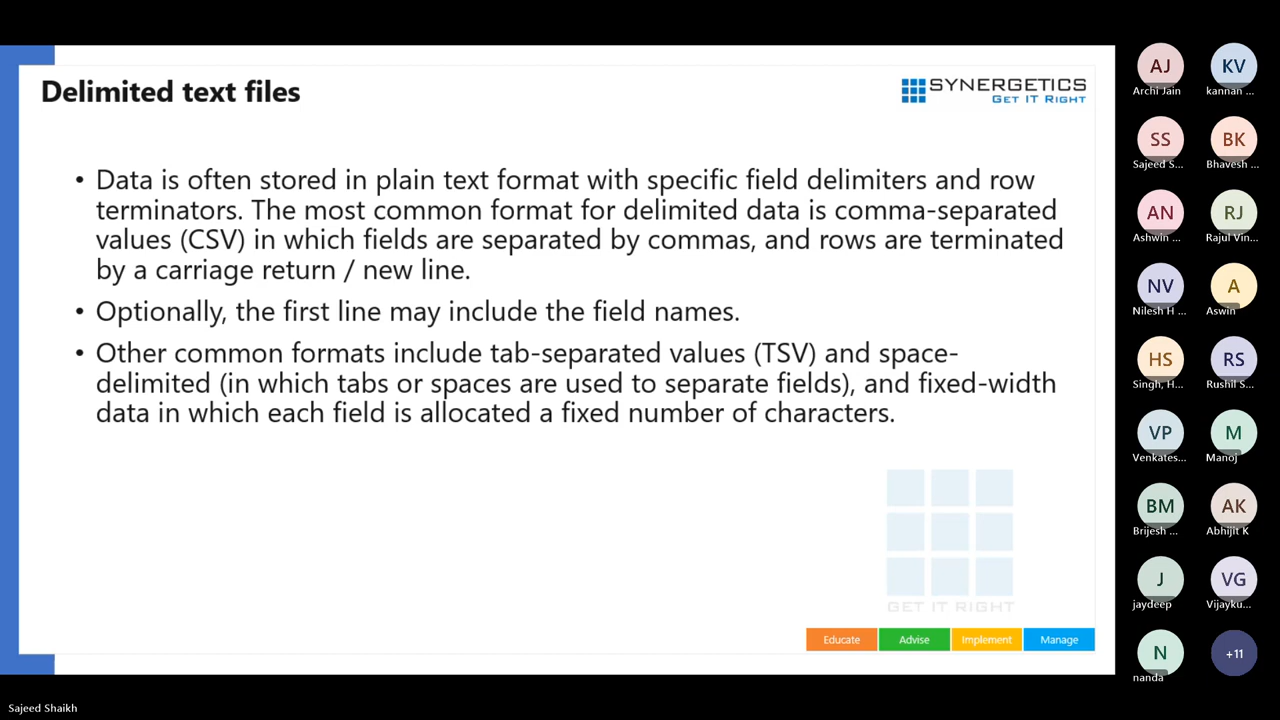 Delimited text files
SYNERGETICS
GET IT RIGHT
• Data is often stored in plain text format with specific field delimiters and row
terminators. The most common format for delimited data is comma-separated
values (CSV) in which fields are separated by commas, and rows are terminated
by a carriage return / new line.
• Optionally, the first line may include the field names.
• Other common formats include tab-separated values (TSV) and space-
delimited (in which tabs or spaces are used to separate fields), and fixed-width
data in which each field is allocated a fixed number of characters.
GET IT RIGHT
Educate Advise Implement Manage
AJ KV
Archi Jain kannan ...
SS BK
Sajeed S... Bhavesh ...
AN RJ
Ashwin ... Rajul Vin...
NV A
Nilesh H ... Aswin
HS RS
Singh, H... Rushil S...
VP M
Venkates... Manoj
BM AK
Brijesh ... Abhijit K
J VG
jaydeep Vijayku...
N +11
nanda
Sajeed Shaikh